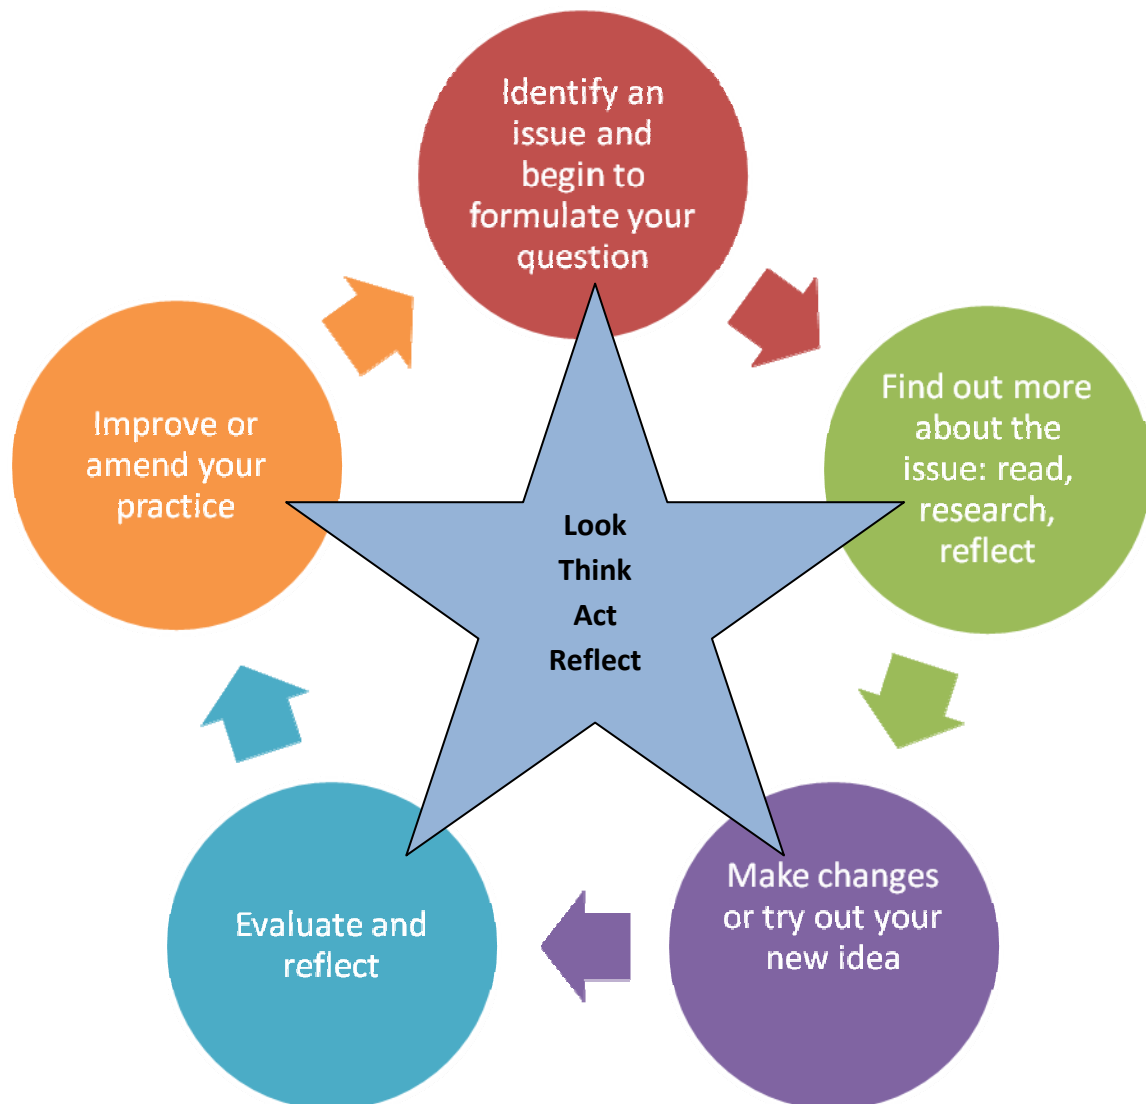 Identify an
issue and
begin to
formulate your
question
Find out more
about the
issue: read,
research,
reflect
Make changes
or try out your
new idea
Evaluate and
reflect
Improve or
amend your
practice
Look
Think
Act
Reflect